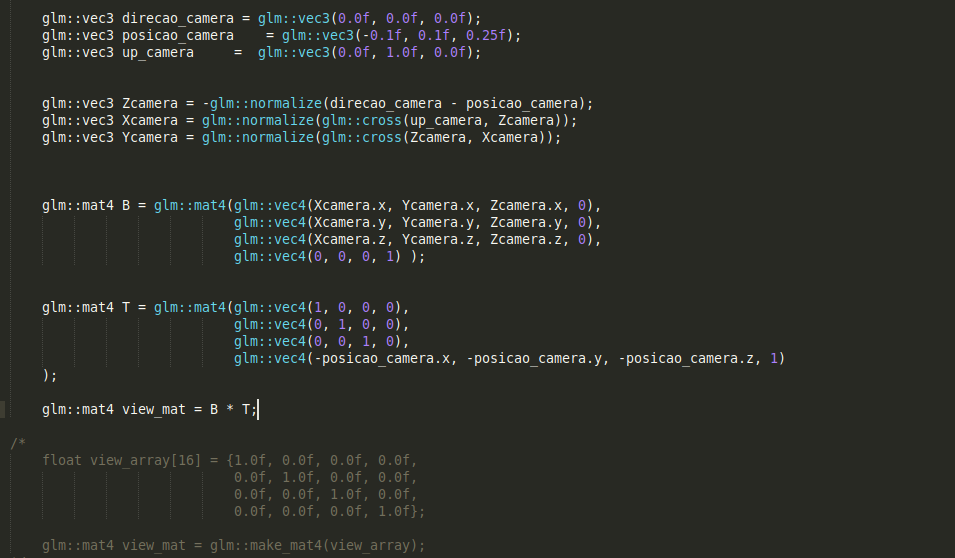 glm::vec3 direcao_camera = glm::vec3(0.0f, 0.0f, 0.0f);
glm::vec3 posicao_camera    = glm::vec3(-0.1f, 0.1f, 0.25f);
glm::vec3 up_camera     =  glm::vec3(0.0f, 1.0f, 0.0f);
glm::vec3 Zcamera = -glm::normalize(direcao_camera - posicao_camera);
glm::vec3 Xcamera = glm::normalize(glm::cross(up_camera, Zcamera));
glm::vec3 Ycamera = glm::normalize(glm::cross(Zcamera, Xcamera));
glm::mat4 B = glm::mat4(glm::vec4(Xcamera.x, Ycamera.x, Zcamera.x, 0),
glm::vec4(Xcamera.y, Ycamera.y, Zcamera.y, 0),
glm::vec4(Xcamera.z, Ycamera.z, Zcamera.z, 0),
glm::vec4(0, 0, 0, 1) );
glm::mat4 T = glm::mat4(glm::vec4(1, 0, 0, 0),
glm::vec4(0, 1, 0, 0),
glm::vec4(0, 0, 1, 0),
glm::vec4(-posicao_camera.x, -posicao_camera.y, -posicao_camera.z, 1)
);
glm::mat4 view_mat = B * T;
/*
float view_array[16] = {1.0f, 0.0f, 0.0f, 0.0f,
0.0f, 1.0f, 0.0f, 0.0f,
0.0f, 0.0f, 1.0f, 0.0f,
0.0f, 0.0f, 0.0f, 1.0f};
glm::mat4 view_mat = glm::make_mat4(view_array);